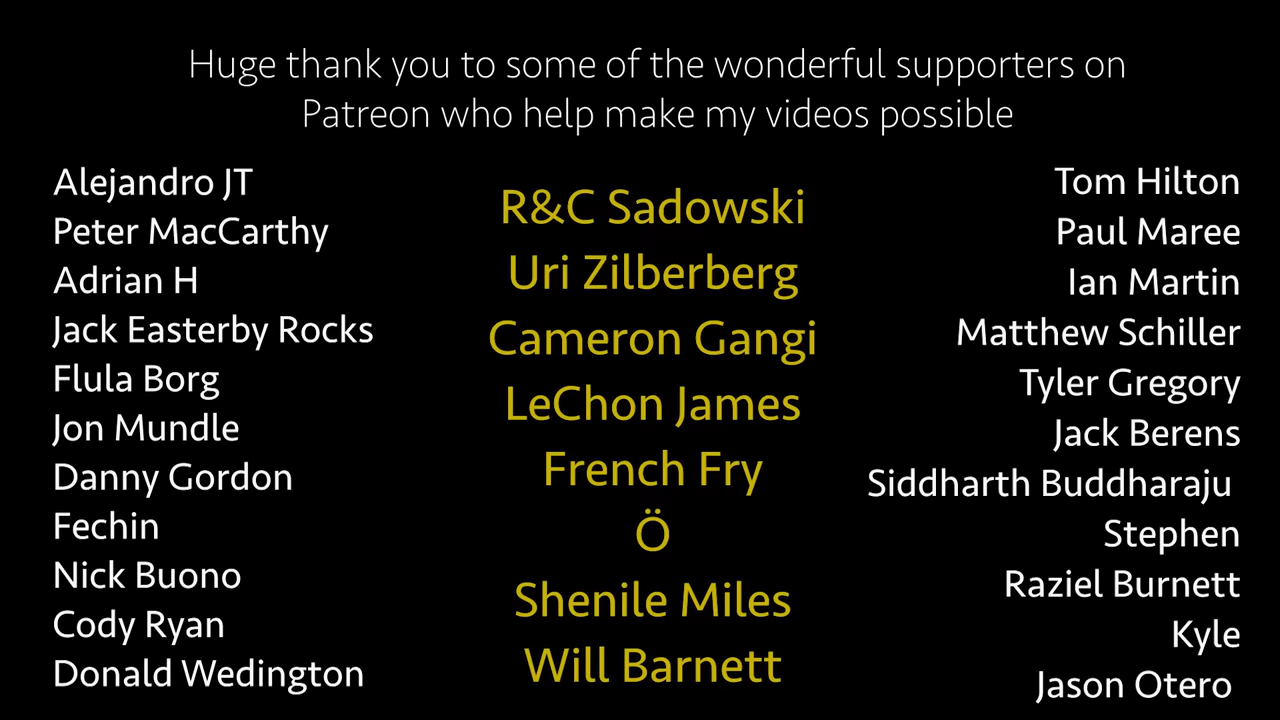 Huge thank you to some of the wonderful supporters on
Patreon who help make my videos possible
Alejandro JT
Peter MacCarthy
Adrian H
Jack Easterby Rocks
Flula Borg
Jon Mundle
Danny Gordon
Fechin
Nick Buono
Cody Ryan
Donald Wedington
R&C Sadowski
Uri Zilberberg
Cameron Gangi
LeChon James
French Fry
Ö
Shenile Miles
Will Barnett
Tom Hilton
Paul Maree
Ian Martin
Matthew Schiller
Tyler Gregory
Jack Berens
Siddharth Buddharaju
Stephen
Raziel Burnett
Kyle
Jason Otero